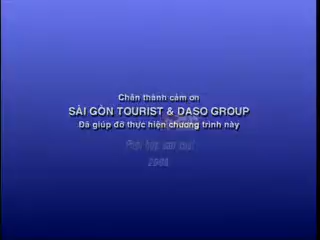 Chân thành cảm ơn
SÀI GÒN TOURIST & DASO GROUP
Đã giúp đỡ thực hiện chương trình này